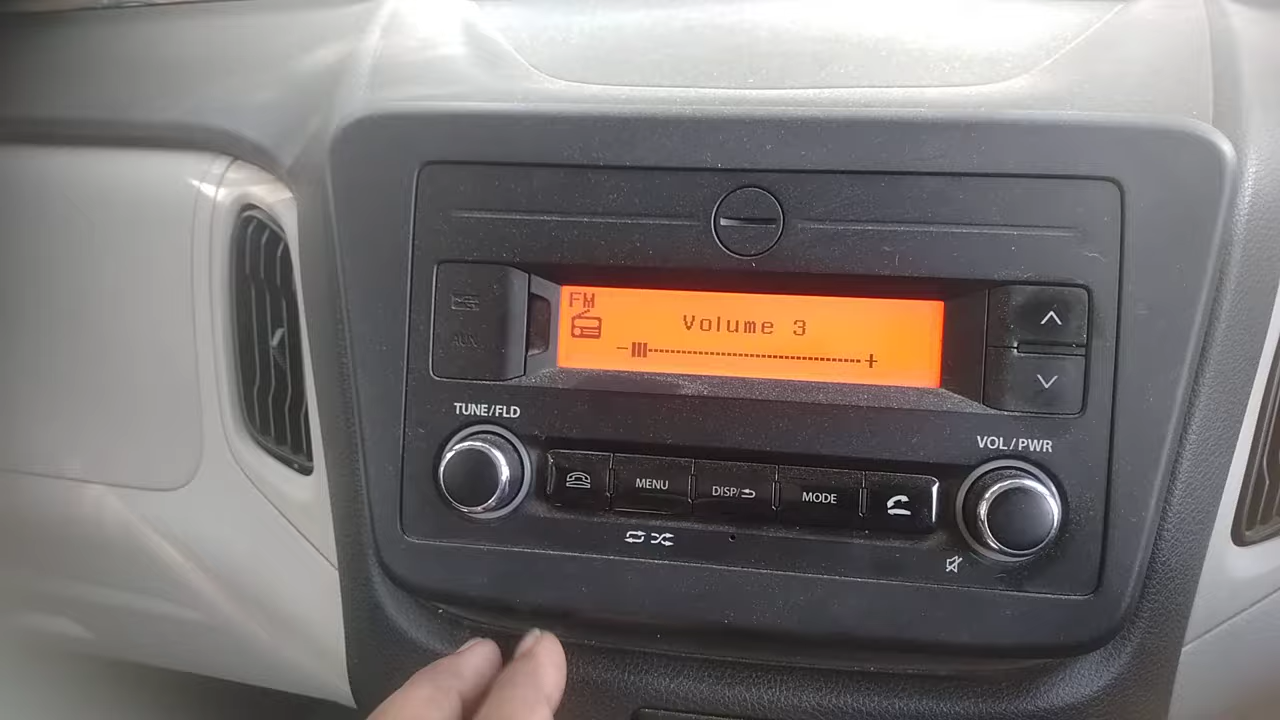 FM
Volume 3
- +
AUX
TUNE/FLD
VOL/PWR
MENU
DISP/
MODE